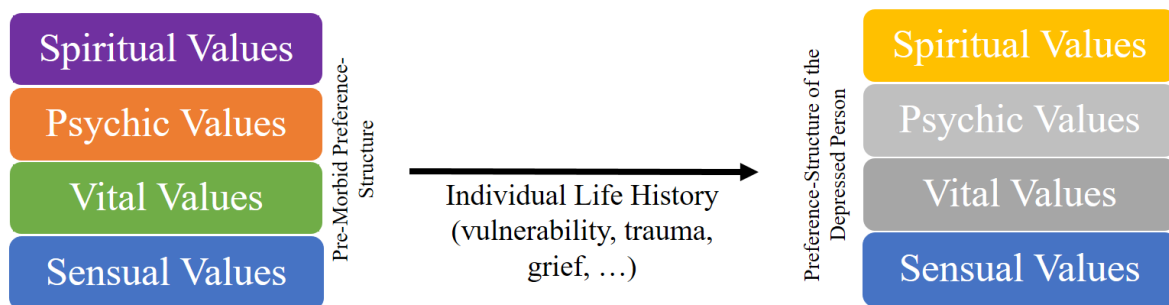 Spiritual Values
Psychic Values
Vital Values
Sensual Values
Pre-Morbid Preference-
Structure
Individual Life History
(vulnerability, trauma,
grief, …)
Preference-Structure of the
Depressed Person
Spiritual Values
Psychic Values
Vital Values
Sensual Values